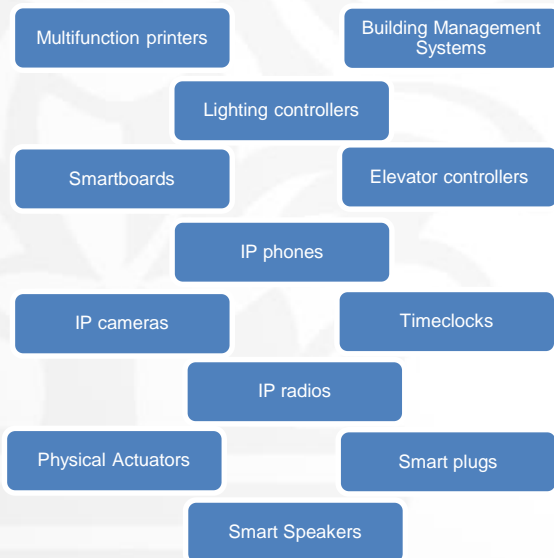 Multifunction printers
Building Management
Systems
Lighting controllers
Smartboards
Elevator controllers
IP phones
IP cameras
Timeclocks
IP radios
Physical Actuators
Smart plugs
Smart Speakers